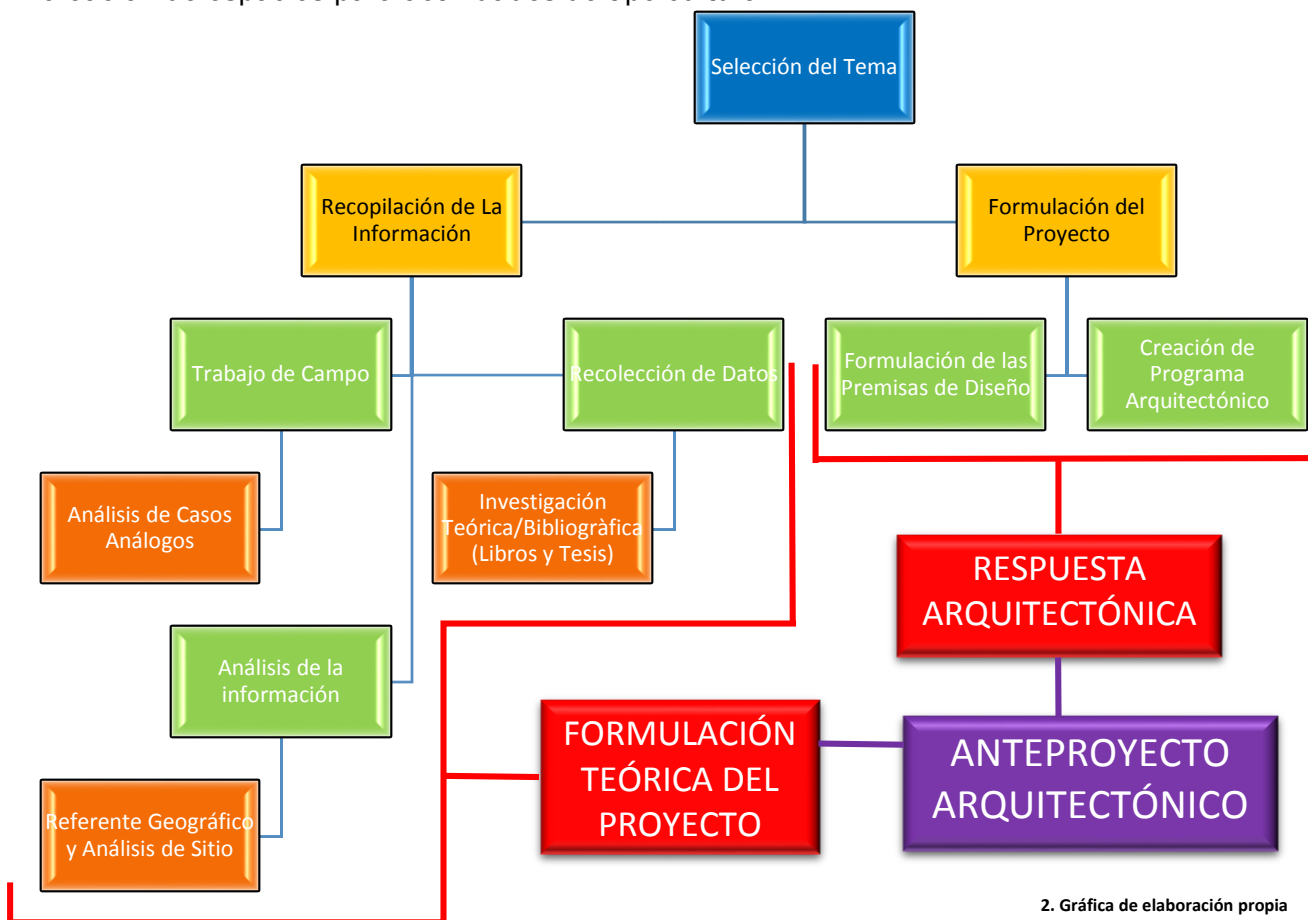 Selección del Tema
Recopilación de La
Información
Formulación del
Proyecto
Trabajo de Campo
Recolección de Datos
Formulación de las
Premisas de Diseño
Creación de
Programa
Arquitectónico
Análisis de Casos
Análogos
Investigación
Teórica/Bibliogràfica
(Libros y Tesis)
RESPUESTA
ARQUITECTÓNICA
Análisis de la
información
FORMULACIÓN
TEÓRICA DEL
PROYECTO
ANTEPROYECTO
ARQUITECTÓNICO
Referente Geográfico
y Análisis de Sitio
2. Gráfica de elaboración propia